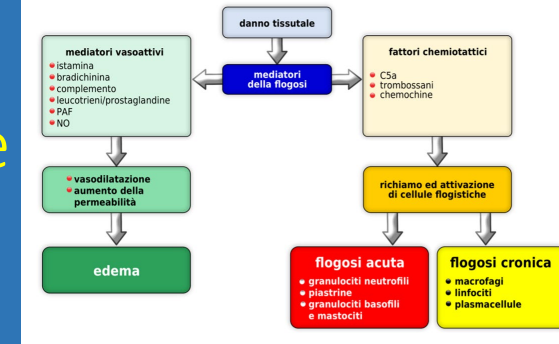 e
danno tissutale
mediatori vasoattivi
istamina
bradichinina
complemento
leucotrieni/prostaglandine
PAF
NO
mediatori
della flogosi
fattori chemiotattici
C5a
trombossani
chemochine
vasodilatazione
aumento della
permeabilità
richiamo ed attivazione
di cellule flogistiche
edema
flogosi acuta
granulociti neutrofili
piastrine
granulociti basofili
e mastociti
flogosi cronica
macrofagi
linfociti
plasmacellule